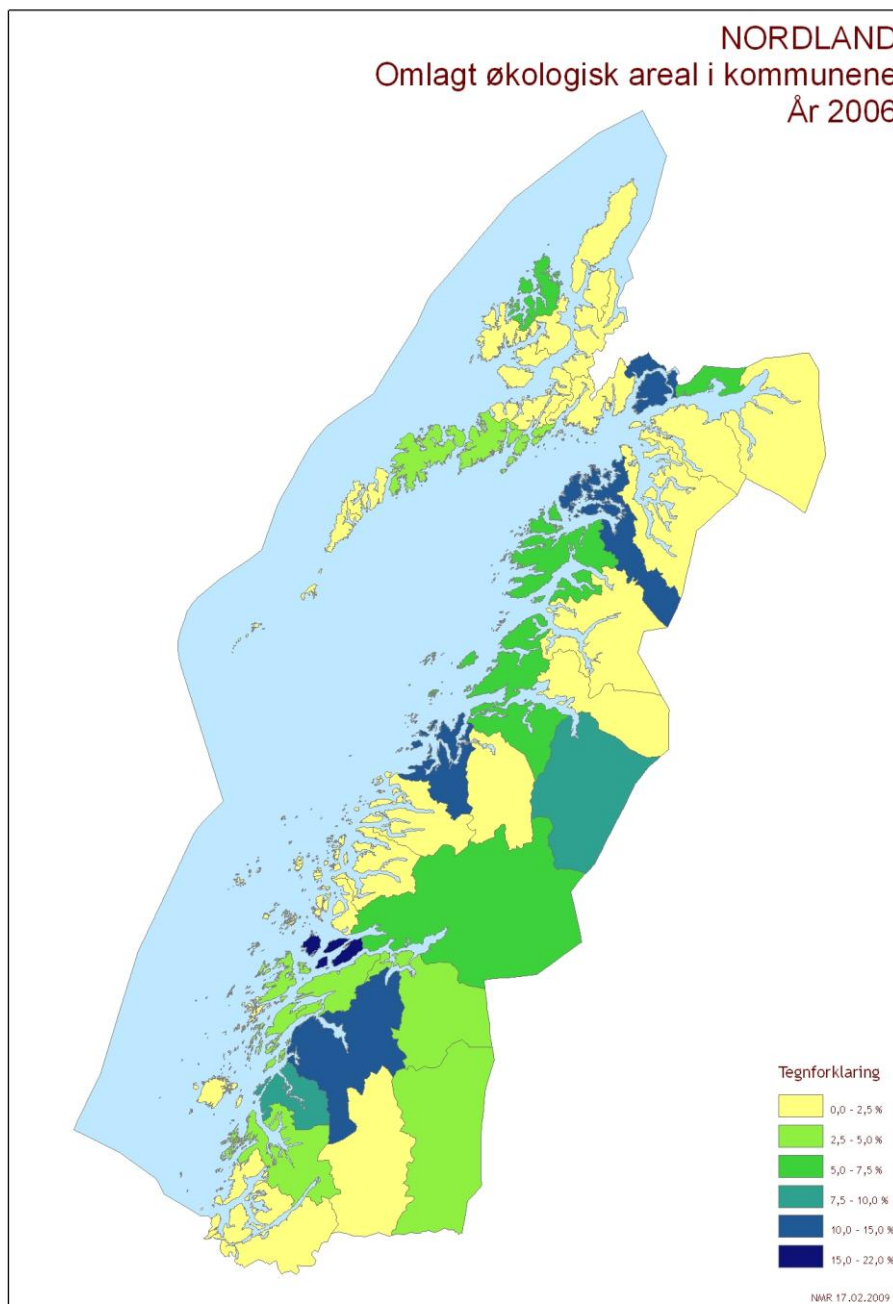 NORDLAND
Omlagt økologisk areal i kommunene
År 2006
Tegnforklaring
0,0 - 2,5 %
2,5 - 5,0 %
5,0 - 7,5 %
7,5 - 10,0 %
10,0 - 15,0 %
15,0 - 22,0 %
NMR 17.02.2009